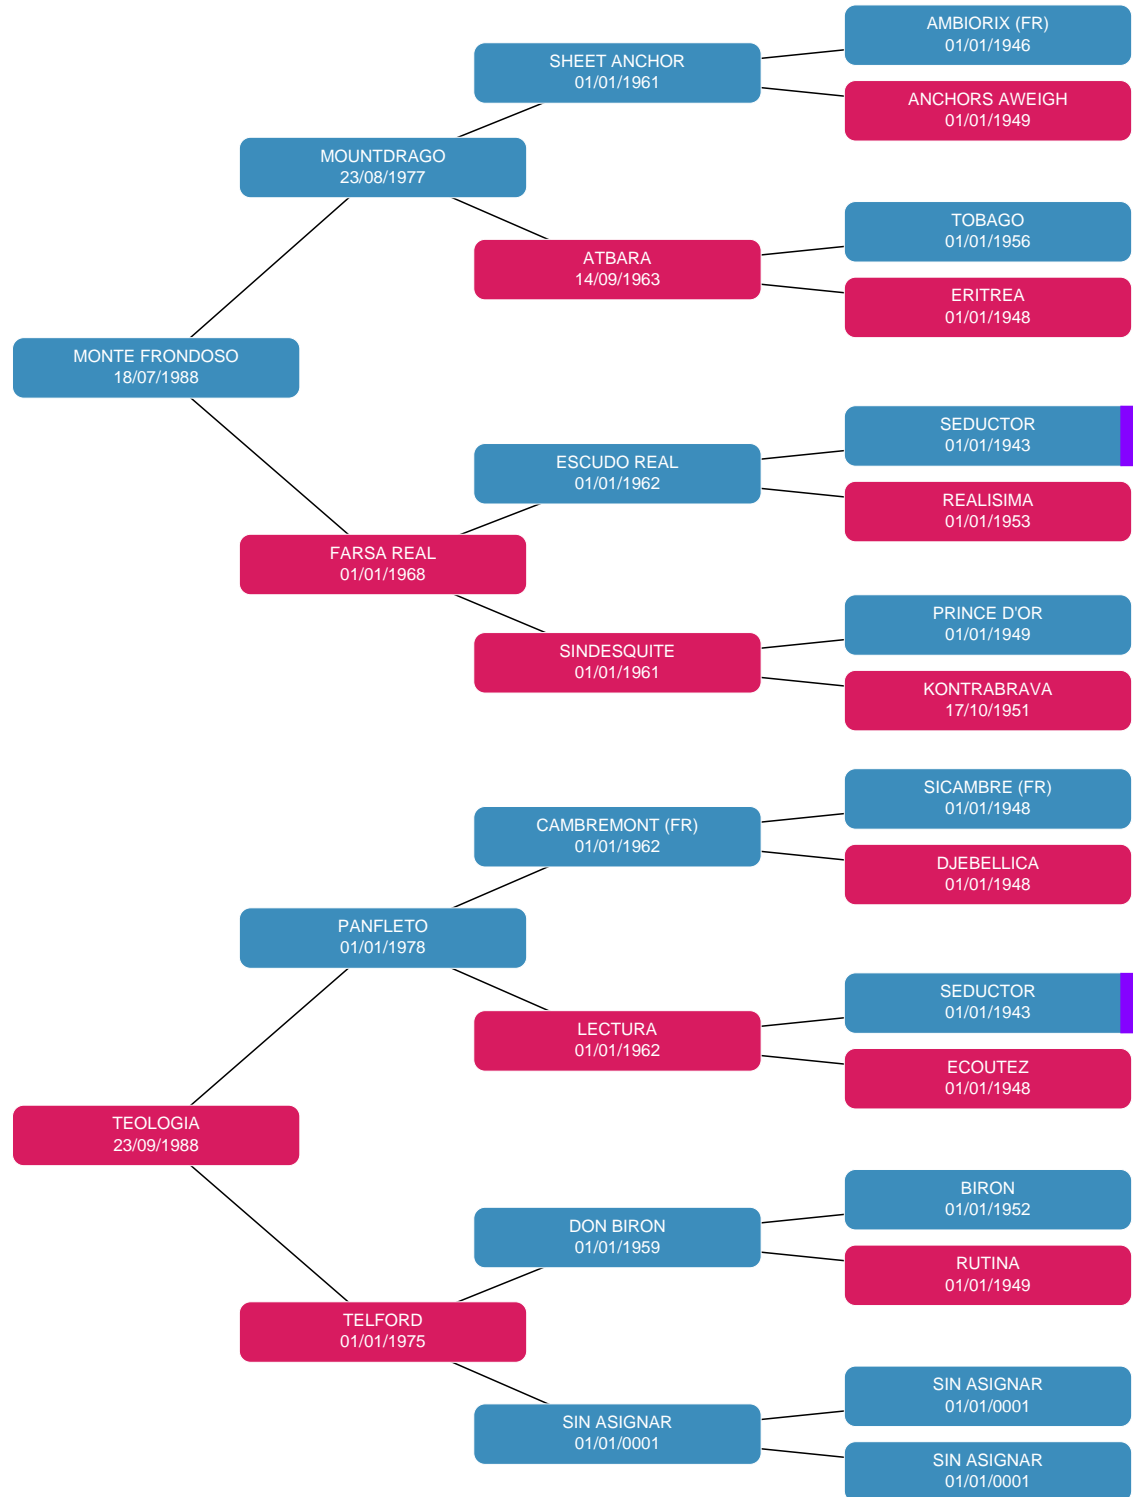 AMBIORIX (FR)
01/01/1946
SHEET ANCHOR
01/01/1961
ANCHORS AWEIGH
01/01/1949
MOUNTDRAGO
23/08/1977
TOBAGO
01/01/1956
ATBARA
14/09/1963
ERITREA
01/01/1948
MONTE FRONDOSO
18/07/1988
SEDUCTOR
01/01/1943
ESCUDO REAL
01/01/1962
REALISIMA
01/01/1953
FARSA REAL
01/01/1968
PRINCE D'OR
01/01/1949
SINDESQUITE
01/01/1961
KONTRABRAVA
17/10/1951
SICAMBRE (FR)
01/01/1948
CAMBREMONT (FR)
01/01/1962
DJEBELLICA
01/01/1948
PANFLETO
01/01/1978
SEDUCTOR
01/01/1943
LECTURA
01/01/1962
ECOUTEZ
01/01/1948
TEOLOGIA
23/09/1988
BIRON
01/01/1952
DON BIRON
01/01/1959
RUTINA
01/01/1949
TELFORD
01/01/1975
SIN ASIGNAR
01/01/0001
SIN ASIGNAR
01/01/0001
SIN ASIGNAR
01/01/0001